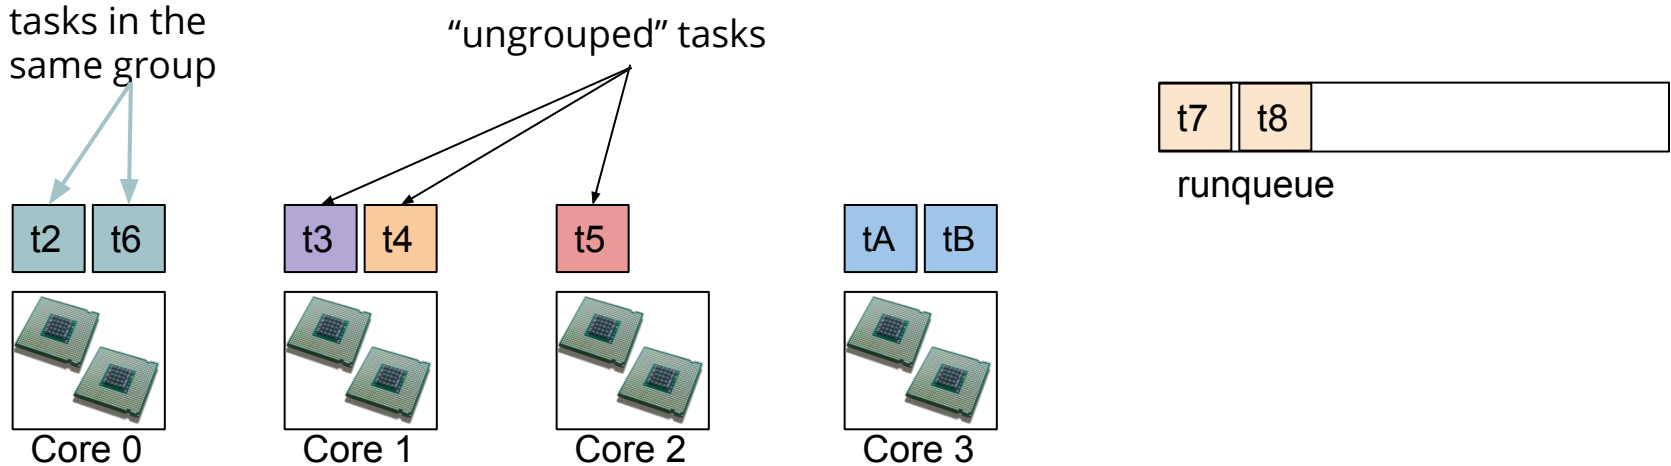 tasks in the
same group
“ungrouped” tasks
t7 t8
runqueue
t2 t6
t3 t4
t5
tA tB
Core 0
Core 1
Core 2
Core 3